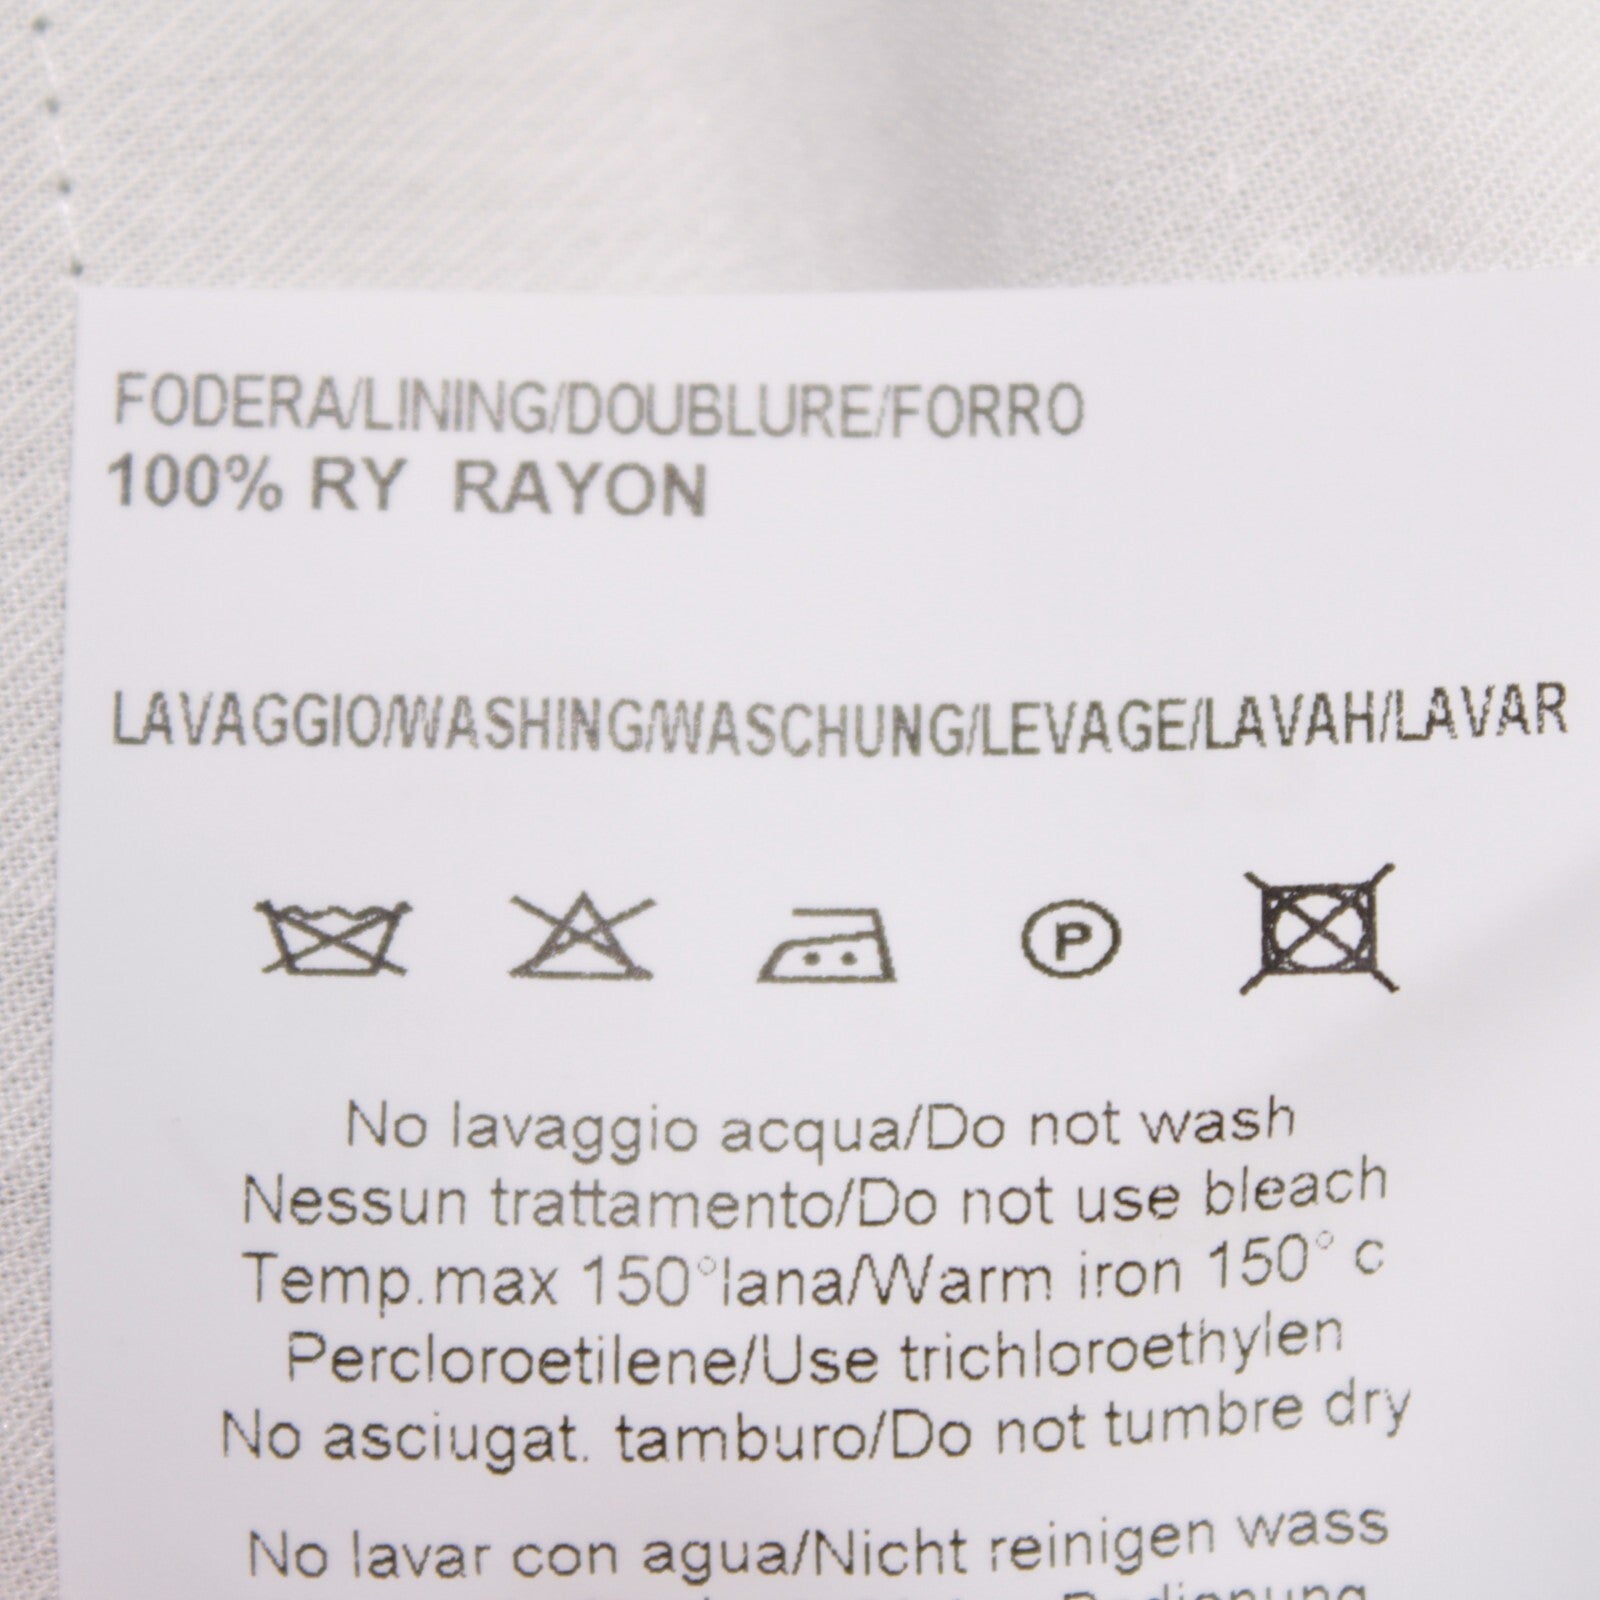 FODERA/LINING/DOUBLURE/FORRO
100% RY RAYON
LAVAGGIO/WASHING/WASCHUNG/LEVAGE/LAVAH/LAVAR
P
No lavaggio acqua/Do not wash
Nessun trattamento/Do not use bleach
Temp.max 150°lana/Warm iron 150° c
Percloroetilene/Use trichloroethylen
No asciugat. tamburo/Do not tumbre dry
No lavar con agua/Nicht reinigen wass
Bedienung